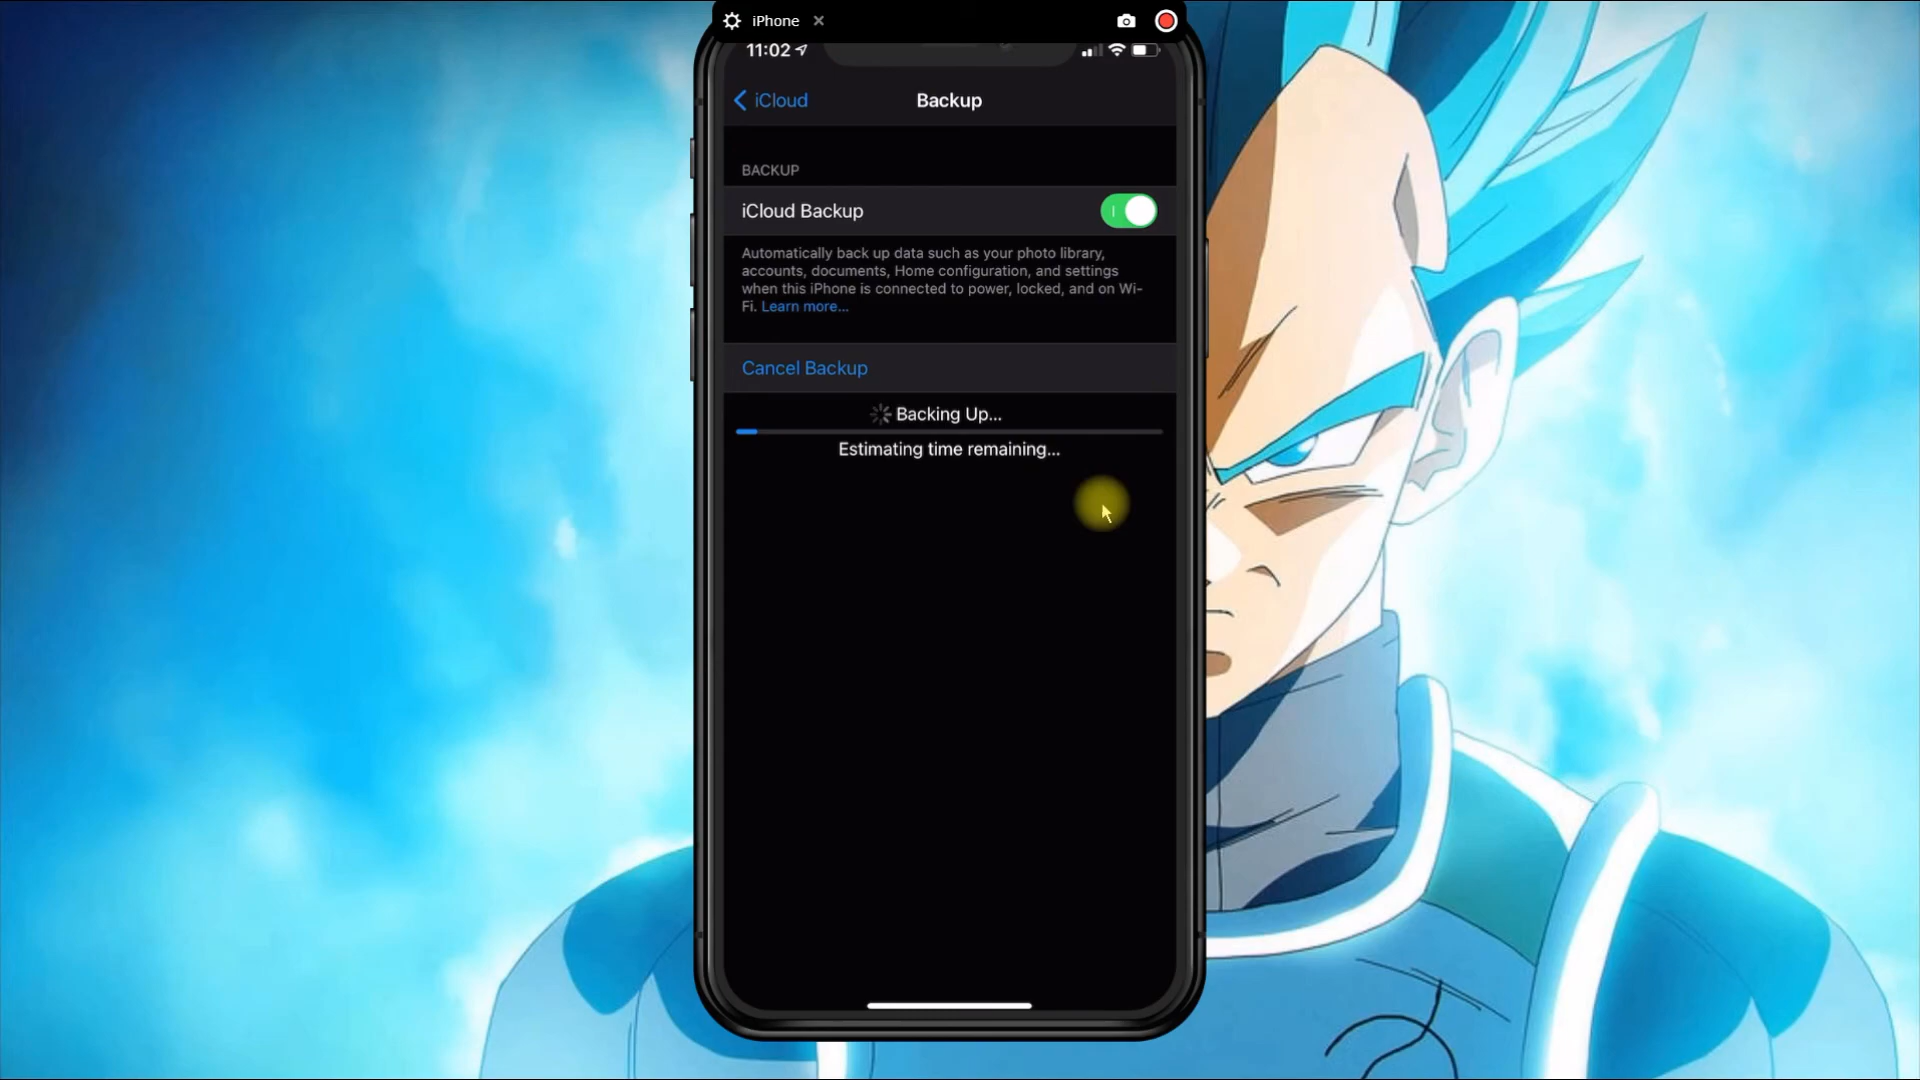 iPhone
11:02
iCloud
Backup
BACKUP
iCloud Backup
Automatically back up data such as your photo library,
accounts, documents, Home configuration, and settings
when this iPhone is connected to power, locked, and on Wi-
Fi. Learn more...
Cancel Backup
Backing Up...
Estimating time remaining...